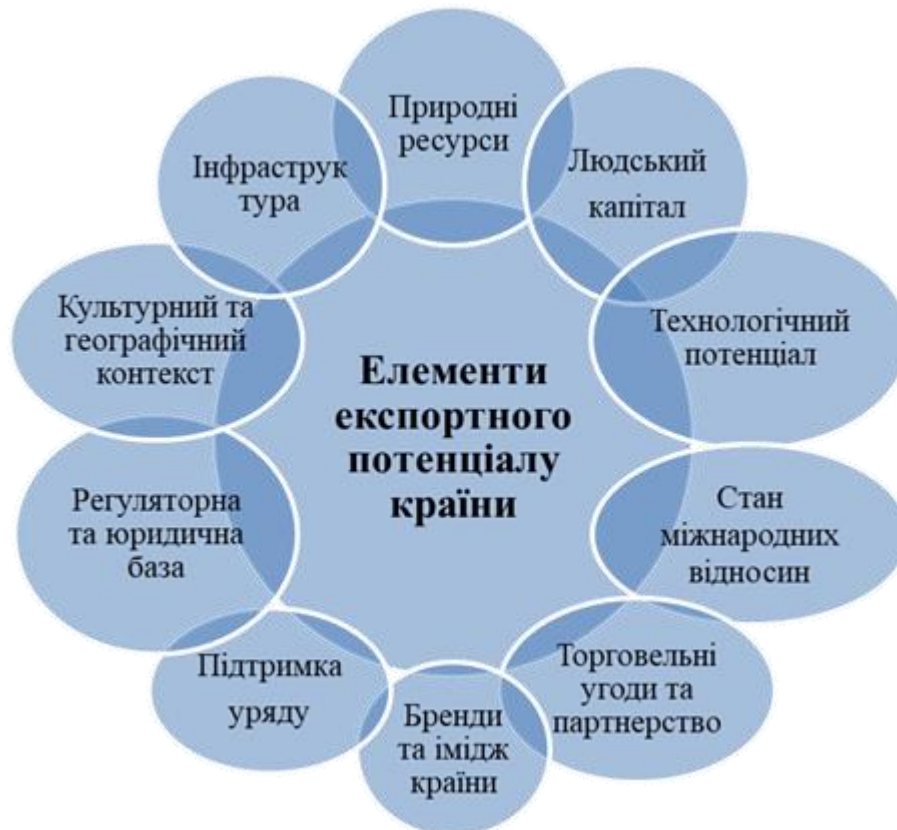 Природні
ресурси
Людський
капітал
Технологічний
потенціал
Стан
міжнародних
відносин
Торговельні
угоди та
партнерство
Бренди
та імідж
країни
Підтримка
уряду
Регуляторна
та юридична
база
Культурний та
географічний
контекст
Інфраструк
тура
Елементи
експортного
потенціалу
країни